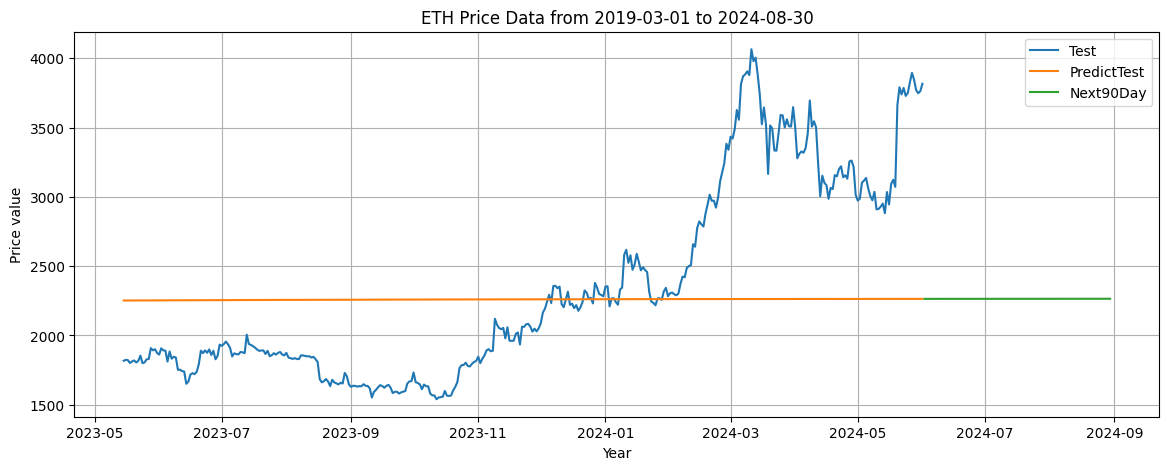 ETH Price Data from 2019-03-01 to 2024-08-30
Test
PredictTest
Next90Day
4000
3500
3000
2500
2000
1500
Price value
2023-05
2023-07
2023-09
2023-11
2024-01
2024-03
2024-05
2024-07
2024-09
Year